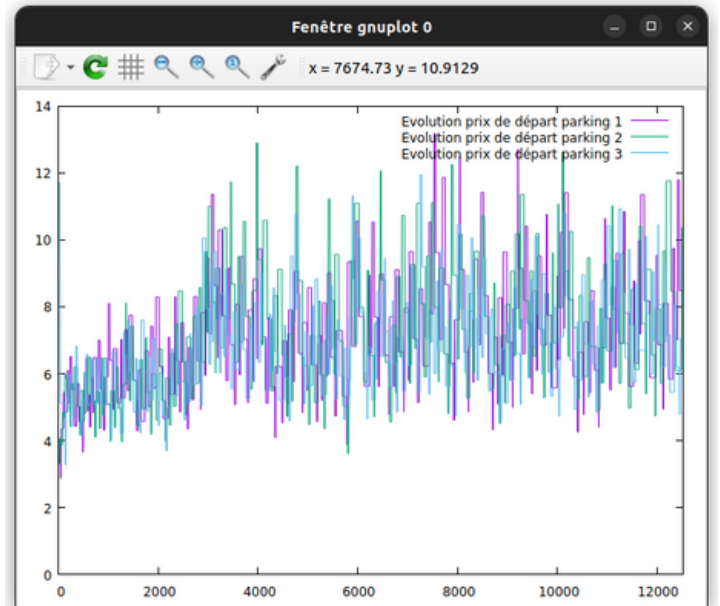 Fenêtre gnuplot 0
x = 7674.73 y = 10.9129
14
Evolution prix de départ parking 1
Evolution prix de départ parking 2
Evolution prix de départ parking 3
12
10
8
6
4
2
0
0 2000 4000 6000 8000 10000 12000